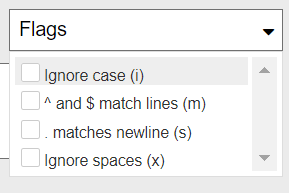 Flags
Ignore case (i)
^ and $ match lines (m)
. matches newline (s)
Ignore spaces (x)